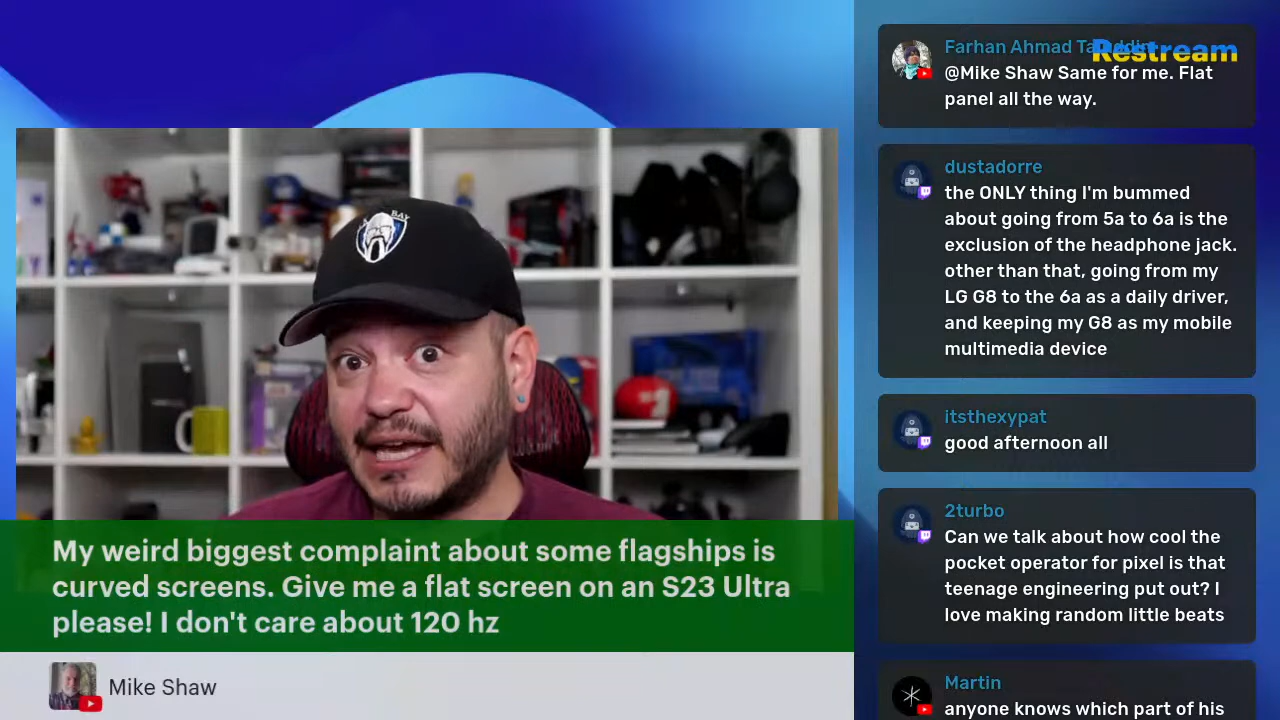 BAY
My weird biggest complaint about some flagships is
curved screens. Give me a flat screen on an S23 Ultra
please! I don't care about 120 hz
Mike Shaw
Restream
Farhan Ahmad
@Mike Shaw Same for me. Flat
panel all the way.
dustadorre
the ONLY thing I'm bummed
about going from 5a to 6a is the
exclusion of the headphone jack.
other than that, going from my
LG G8 to the 6a as a daily driver,
and keeping my G8 as my mobile
multimedia device
itsthexypat
good afternoon all
2turbo
Can we talk about how cool the
pocket operator for pixel is that
teenage engineering put out? I
love making random little beats
Martin
anyone knows which part of his